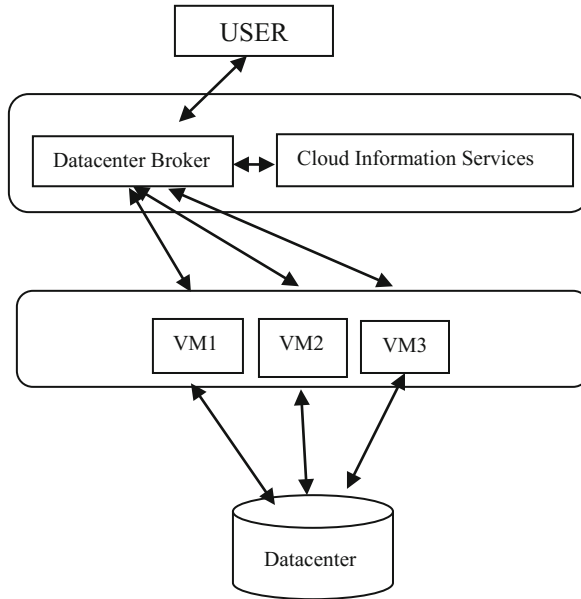 USER
Datacenter Broker
Cloud Information Services
VM1
VM2
VM3
Datacenter